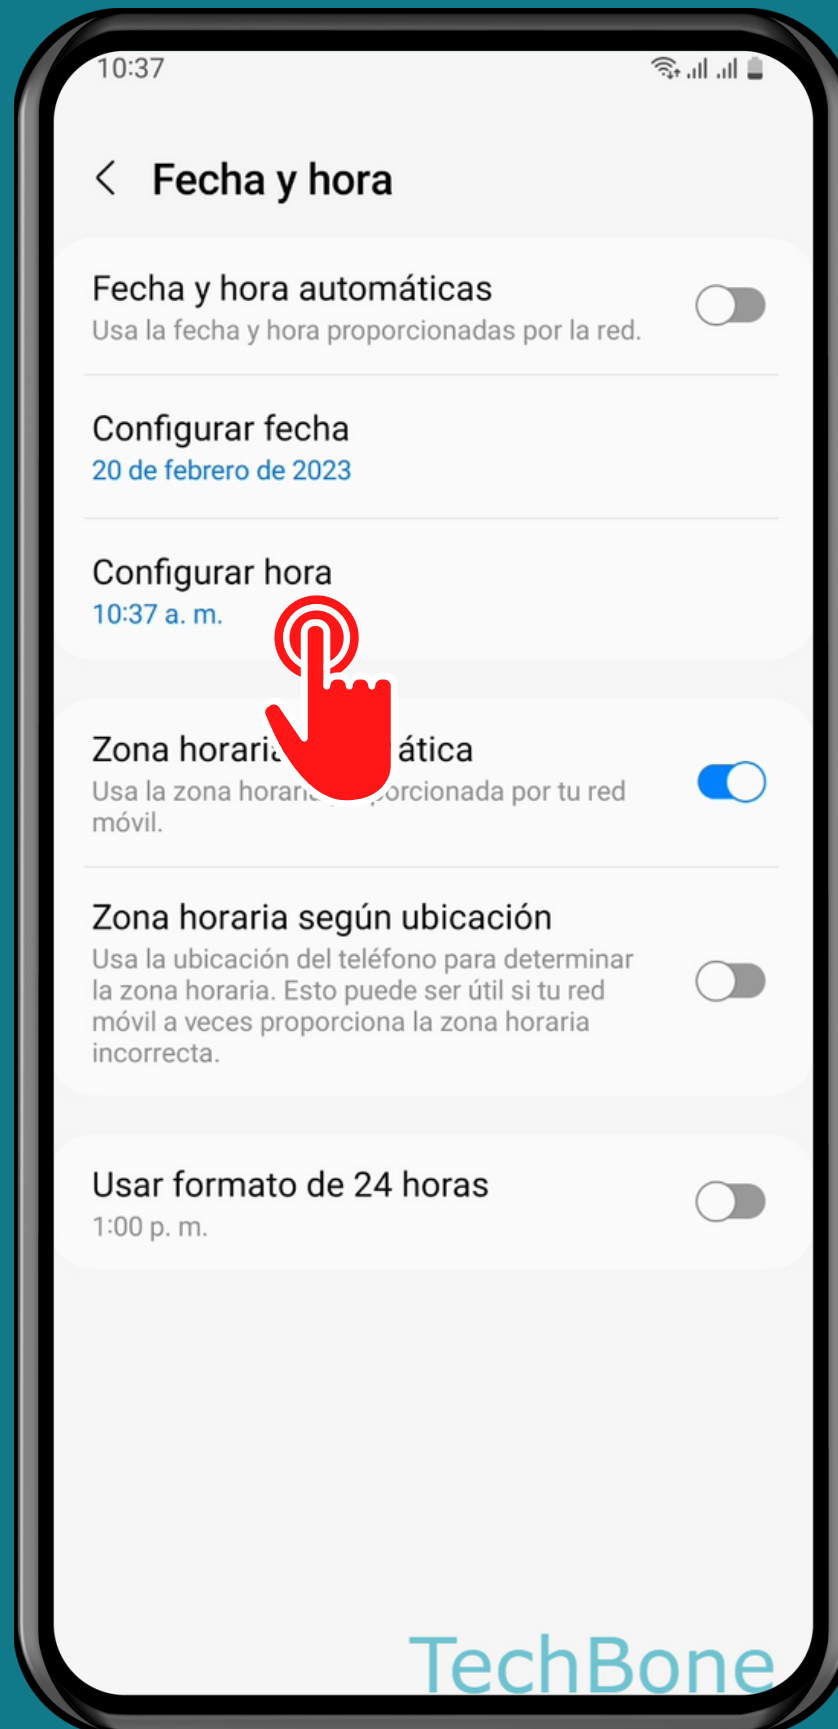 10:37
Fecha y hora
Fecha y hora automáticas
Usa la fecha y hora proporcionadas por la red.
Configurar fecha
20 de febrero de 2023
Configurar hora
10:37 a. m.
Zona horaria ática
Usa la zona horaria porcionada por tu red
móvil.
Zona horaria según ubicación
Usa la ubicación del teléfono para determinar
la zona horaria. Esto puede ser útil si tu red
móvil a veces proporciona la zona horaria
incorrecta.
Usar formato de 24 horas
1:00 p. m.
TechBone